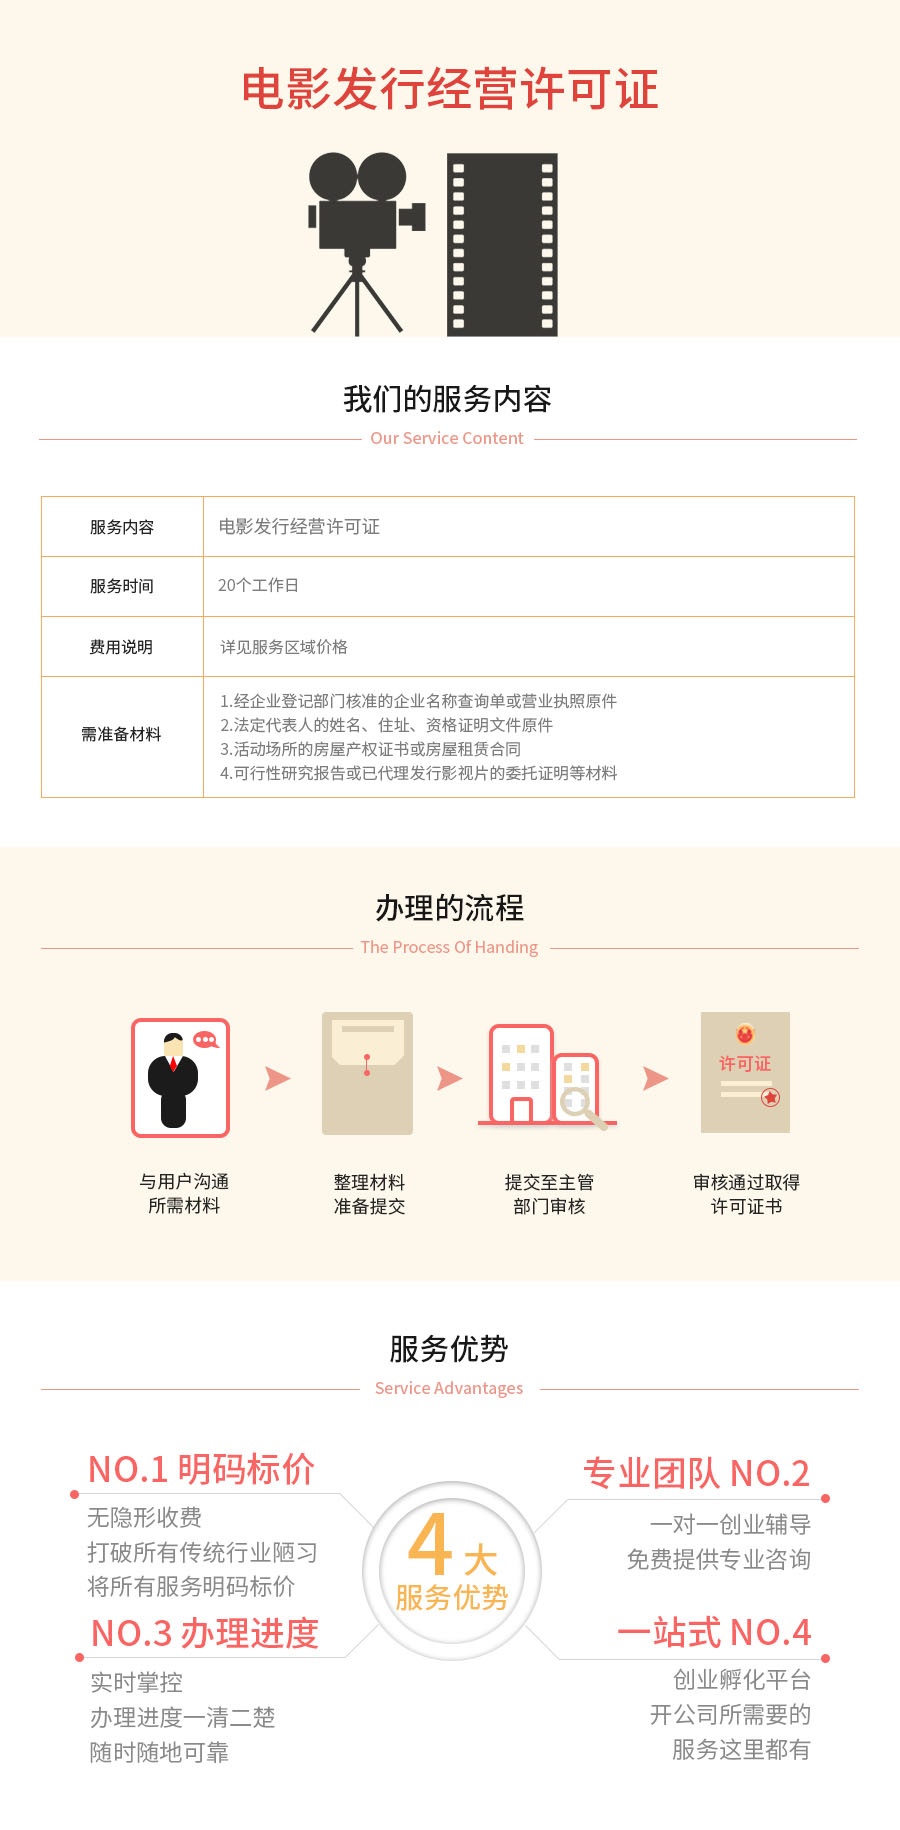 电影发行经营许可证
我们的服务内容
Our Service Content
服务内容
电影发行经营许可证
服务时间
20个工作日
费用说明
详见服务区域价格
需准备材料
1.经企业登记部门核准的企业名称查询单或营业执照原件
2.法定代表人的姓名、住址、资格证明文件原件
3.活动场所的房屋产权证书或房屋租赁合同
4.可行性研究报告或已代理发行影视片的委托证明等材料
办理的流程
The Process Of Handing
许可证
与用户沟通
所需材料
整理材料
准备提交
提交至主管
部门审核
审核通过取得
许可证书
服务优势
Service Advantages
NO.1 明码标价
无隐形收费
打破所有传统行业陋习
将所有服务明码标价
专业团队 NO.2
一对一创业辅导
免费提供专业咨询
4大
服务优势
NO.3 办理进度
实时掌控
办理进度一清二楚
随时随地可靠
一站式 NO.4
创业孵化平台
开公司所需要的
服务这里都有